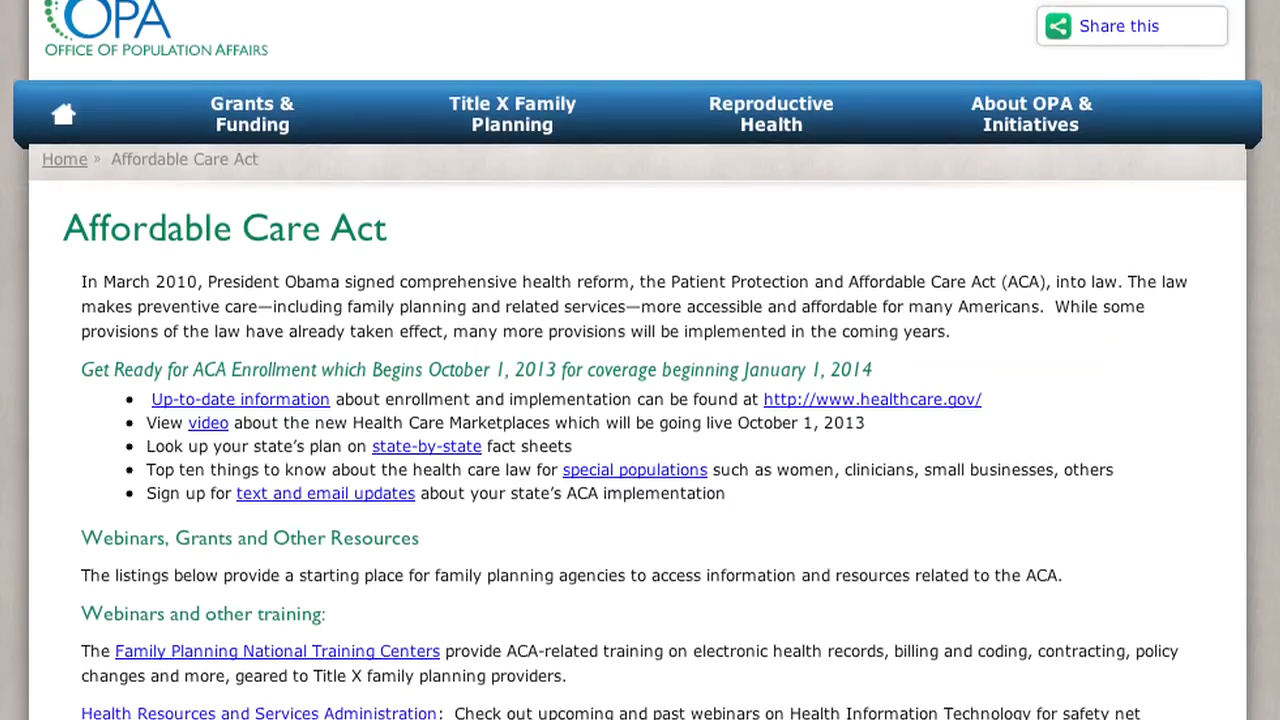 OPA
OFFICE OF POPULATION AFFAIRS
Share this
Grants &
Funding
Title X Family
Planning
Reproductive
Health
About OPA &
Initiatives
Home » Affordable Care Act
Affordable Care Act
In March 2010, President Obama signed comprehensive health reform, the Patient Protection and Affordable Care Act (ACA), into law. The law
makes preventive care—including family planning and related services—more accessible and affordable for many Americans.  While some
provisions of the law have already taken effect, many more provisions will be implemented in the coming years.
Get Ready for ACA Enrollment which Begins October 1, 2013 for coverage beginning January 1, 2014
• Up-to-date information about enrollment and implementation can be found at http://www.healthcare.gov/
• View video about the new Health Care Marketplaces which will be going live October 1, 2013
• Look up your state's plan on state-by-state fact sheets
• Top ten things to know about the health care law for special populations such as women, clinicians, small businesses, others
• Sign up for text and email updates about your state's ACA implementation
Webinars, Grants and Other Resources
The listings below provide a starting place for family planning agencies to access information and resources related to the ACA.
Webinars and other training:
The Family Planning National Training Centers provide ACA-related training on electronic health records, billing and coding, contracting, policy
changes and more, geared to Title X family planning providers.
Health Resources and Services Administration:  Check out upcoming and past webinars on Health Information Technology for safety net